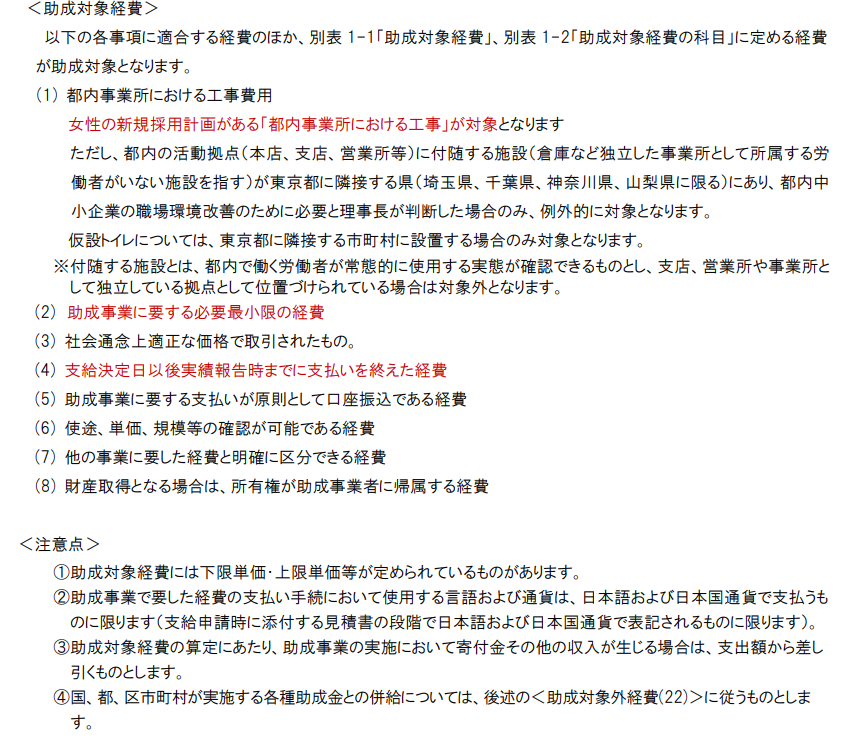 ＜助成対象経費＞
以下の各事項に適合する経費のほか、別表1-1「助成対象経費」、別表1-2「助成対象経費の科目」に定める経費
が助成対象となります。
(1) 都内事業所における工事費用
女性の新規採用計画がある「都内事業所における工事」が対象となります
ただし、都内の活動拠点（本店、支店、営業所等）に付随する施設（倉庫など独立した事業所として所属する労
働者がいない施設を指す）が東京都に隣接する県（埼玉県、千葉県、神奈川県、山梨県に限る）にあり、都内中
小企業の職場環境改善のために必要と理事長が判断した場合のみ、例外的に対象となります。
仮設トイレについては、東京都に隣接する市町村に設置する場合のみ対象となります。
※付随する施設とは、都内で働く労働者が常態的に使用する実態が確認できるものとし、支店、営業所や事業所と
して独立している拠点として位置づけられている場合は対象外となります。
(2) 助成事業に要する必要最小限の経費
(3) 社会通念上適正な価格で取引されたもの。
(4) 支給決定日以後実績報告時までに支払いを終えた経費
(5) 助成事業に要する支払いが原則として口座振込である経費
(6) 使途、単価、規模等の確認が可能である経費
(7) 他の事業に要した経費と明確に区分できる経費
(8) 財産取得となる場合は、所有権が助成事業者に帰属する経費
＜注意点＞
①助成対象経費には下限単価・上限単価等が定められているものがあります。
②助成事業で要した経費の支払い手続において使用する言語および通貨は、日本語および日本国通貨で支払うも
のに限ります（支給申請時に添付する見積書の段階で日本語および日本国通貨で表記されるものに限ります）。
③助成対象経費の算定にあたり、助成事業の実施において寄付金その他の収入が生じる場合は、支出額から差し
引くものとします。
④国、都、区市町村が実施する各種助成金との併給については、後述の＜助成対象外経費(22)＞に従うものとしま
す。